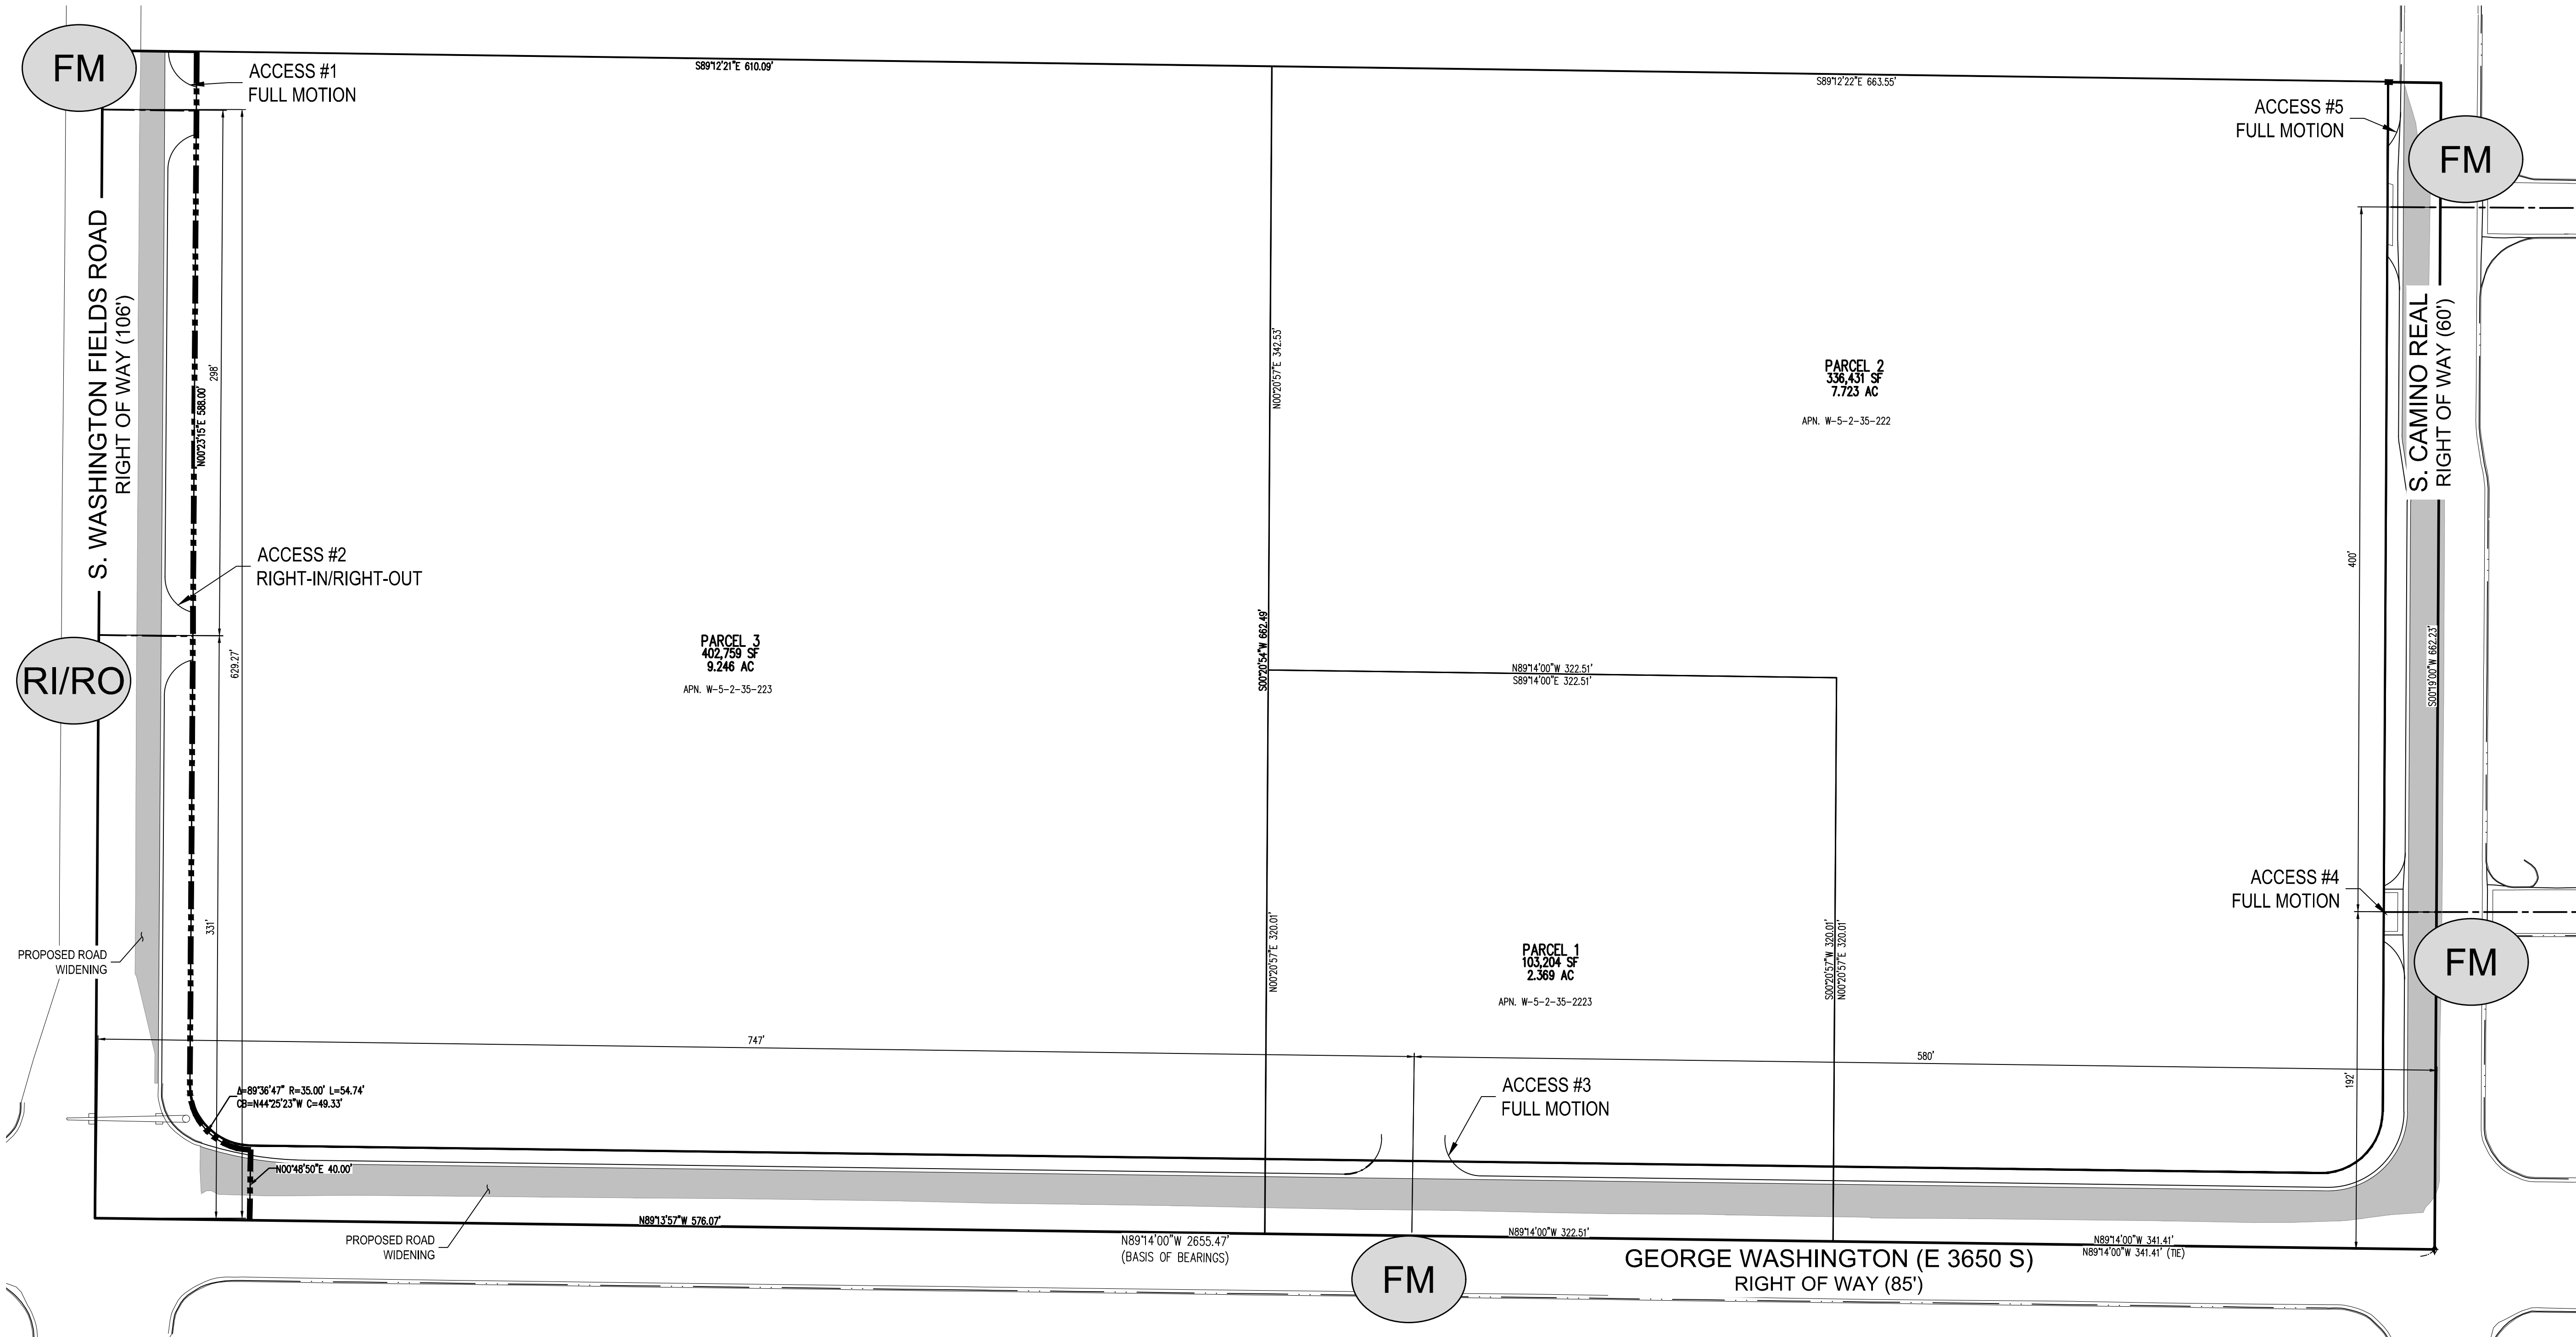 FM
ACCESS #1
FULL MOTION
S89°12'21"E 610.09'
S89°12'22"E 663.55'
ACCESS #5
FULL MOTION
FM
S. WASHINGTON FIELDS ROAD
RIGHT OF WAY (106')
N00°23'15"E 588.00'
298'
629.27'
331'
N00°20'57"E 342.53'
PARCEL 2
336,431 SF
7.723 AC
APN. W-5-2-35-222
S. CAMINO REAL
RIGHT OF WAY (60')
400'
S00°19'00"W 662.23'
ACCESS #2
RIGHT-IN/RIGHT-OUT
RI/RO
PARCEL 3
402,759 SF
9.246 AC
APN. W-5-2-35-223
S00°20'54"W 662.49'
N89°14'00"W 322.51'
S89°14'00"E 322.51'
ACCESS #4
FULL MOTION
FM
PROPOSED ROAD
WIDENING
N00°20'57"E 320.01'
PARCEL 1
103,204 SF
2.369 AC
APN. W-5-2-35-2223
S00°20'57"W 320.01'
N00°20'57"E 320.01'
747'
580'
192'
Δ=89°36'47" R=35.00' L=54.74'
CB=N44°25'23"W C=49.33'
ACCESS #3
FULL MOTION
N00°48'50"E 40.00'
PROPOSED ROAD
WIDENING
N89°13'57"W 576.07'
N89°14'00"W 2655.47'
(BASIS OF BEARINGS)
N89°14'00"W 322.51'
N89°14'00"W 341.41'
N89°14'00"W 341.41' (TIE)
FM
GEORGE WASHINGTON (E 3650 S)
RIGHT OF WAY (85')